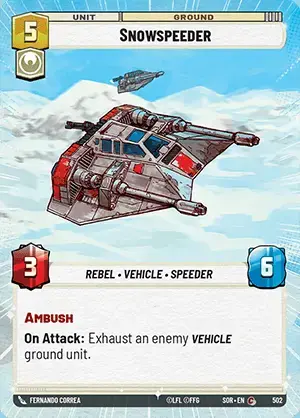 5
UNIT GROUND
SNOWSPEEDER
3
REBEL • VEHICLE • SPEEDER
6
AMBUSH
On Attack: Exhaust an enemy VEHICLE
ground unit.
FERNANDO CORREA ©LFL ©FFG SOR • EN C 502